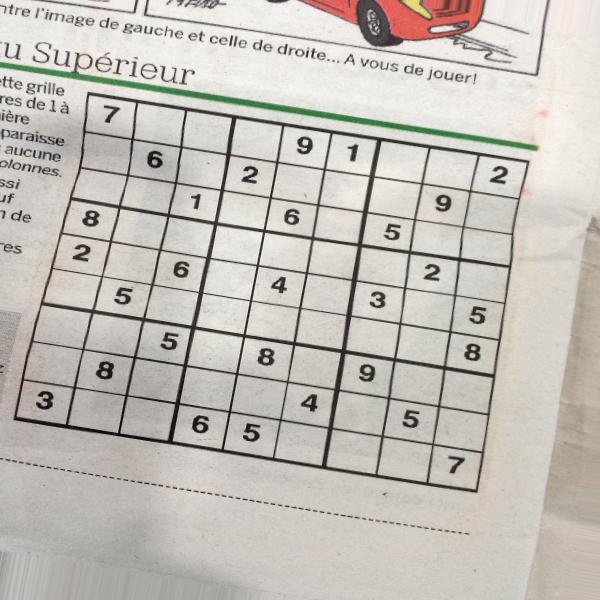 ntre l'image de gauche et celle de droite... A vous de jouer!
u Supérieur
ette grille
res de 1 à
ière
paraisse
aucune
olonnes.
ssi
uf
n de
res
7 9 1 2
6 2 9
1 6 5
8 2
2 6 4 3 5
5 8
5 8 9
8 4 5
3 6 5 7